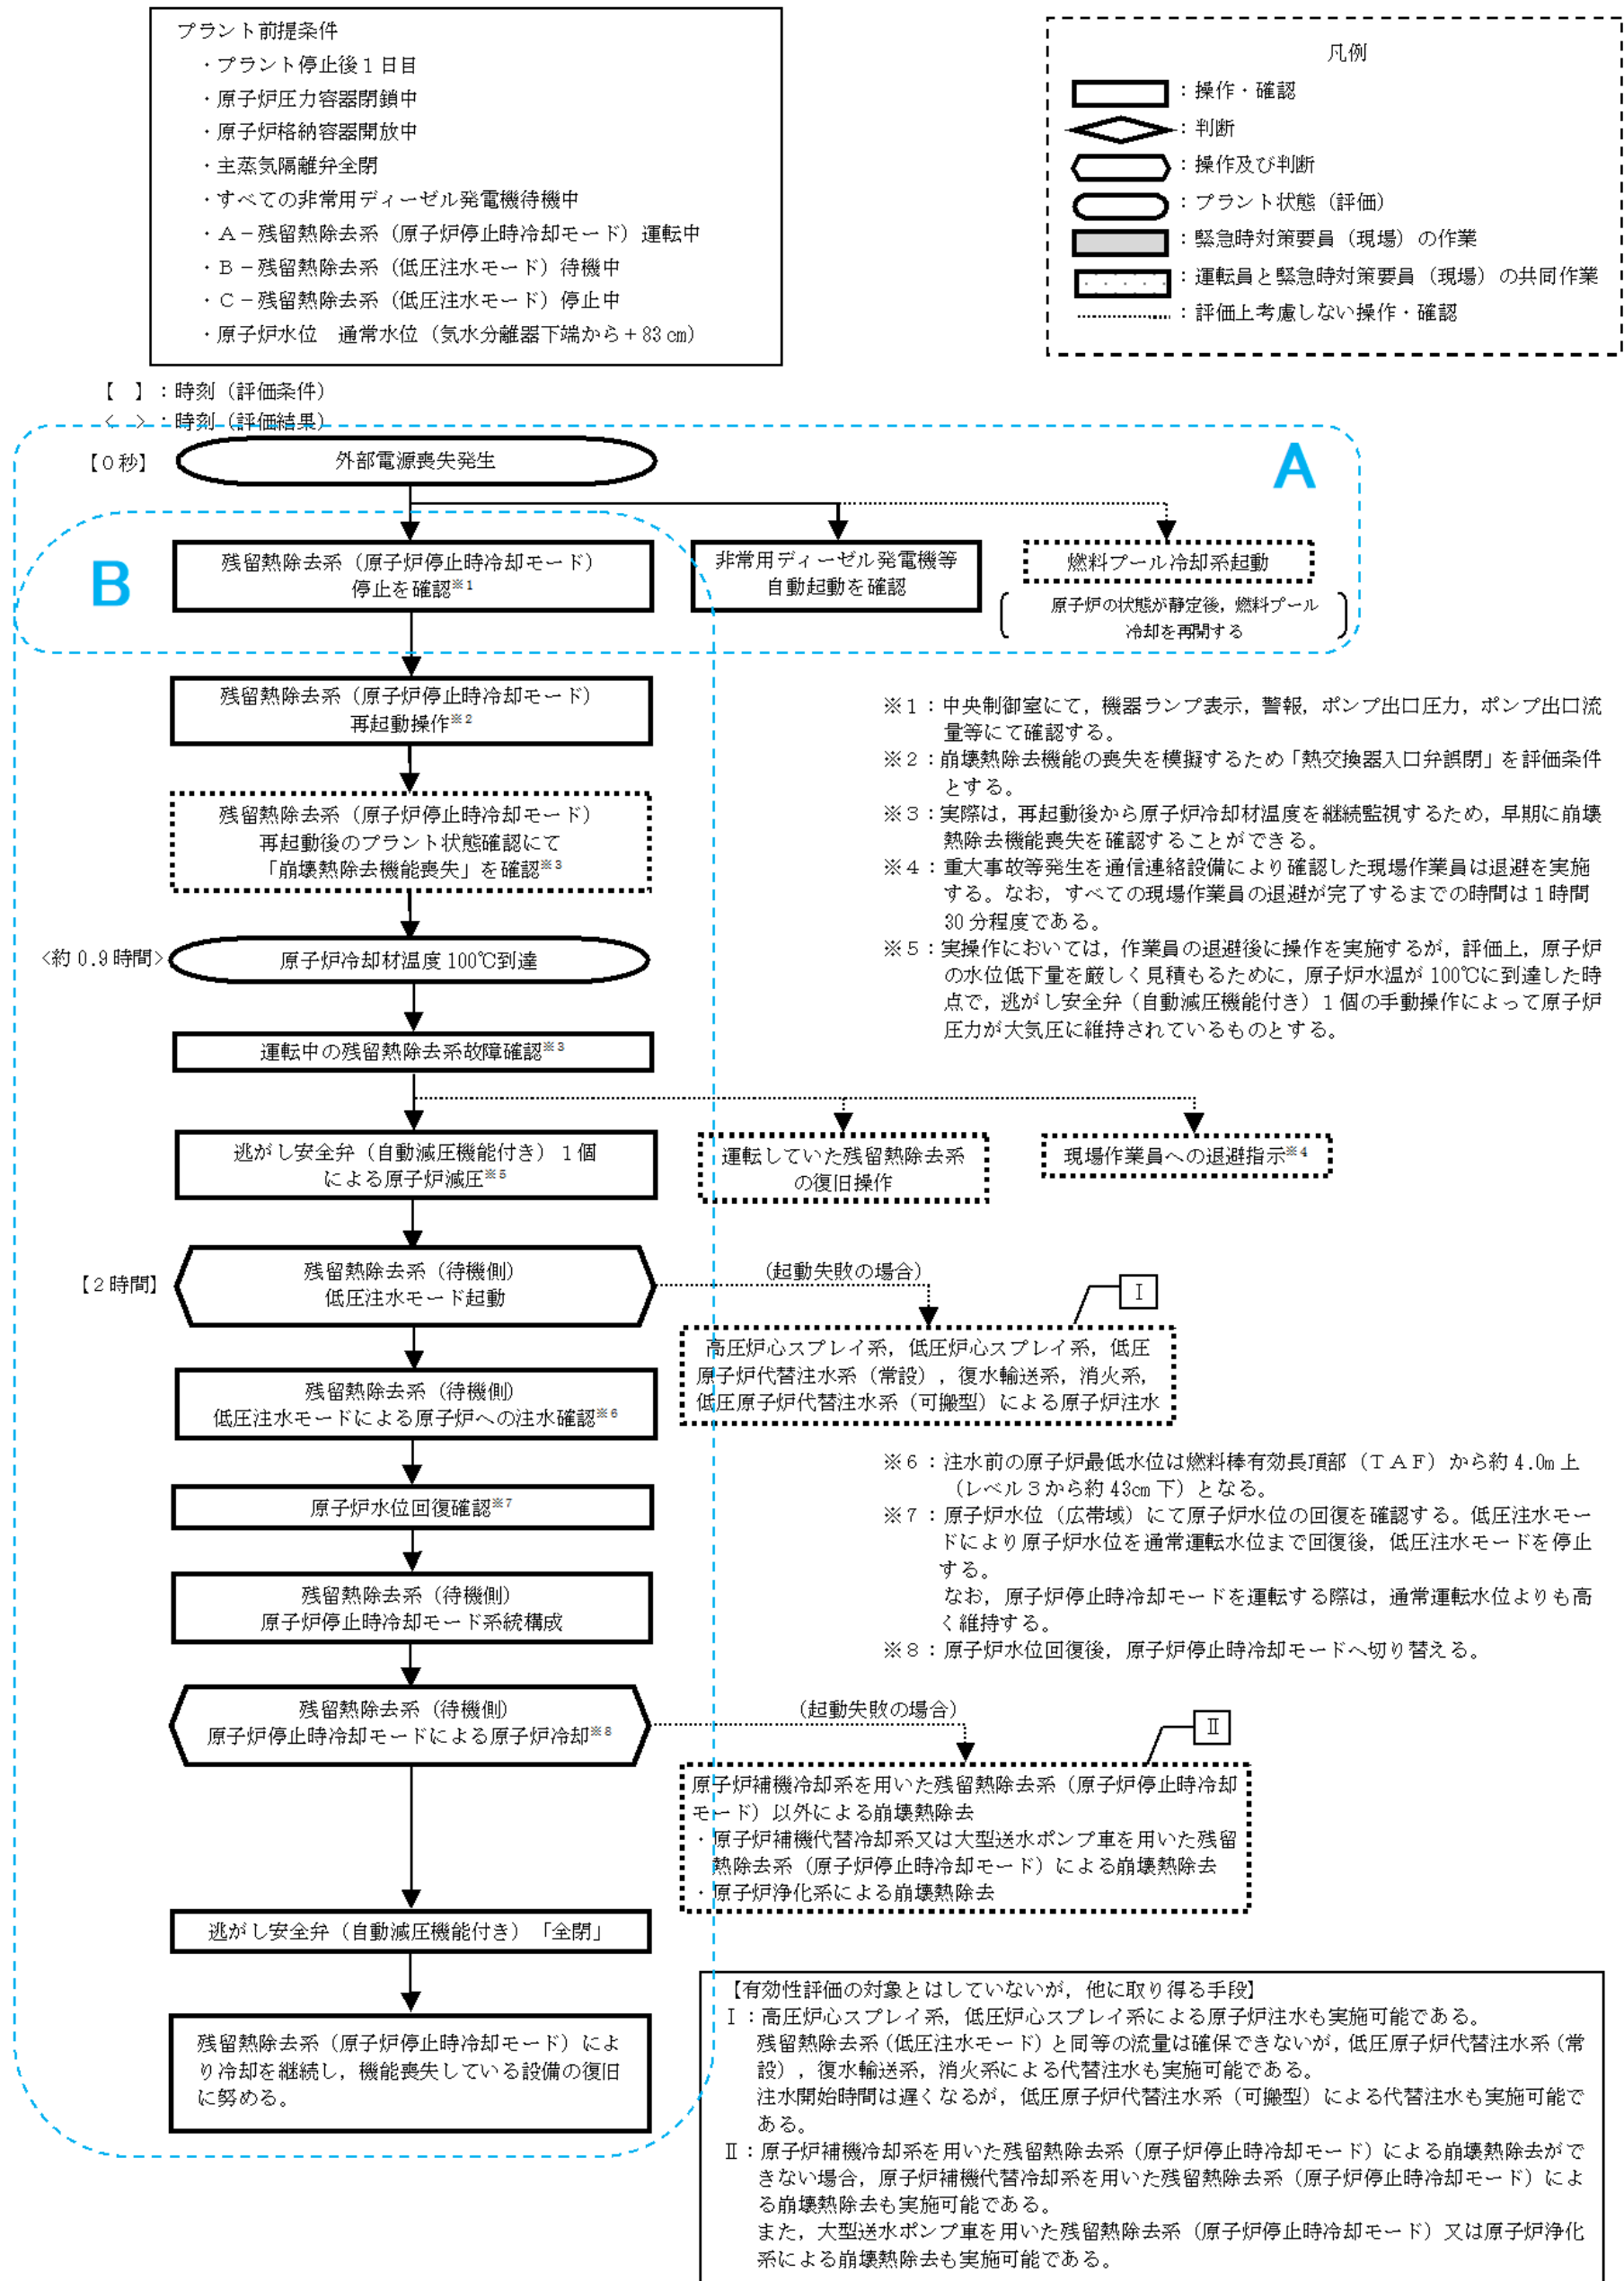 プラント前提条件
・プラント停止後１日目
・原子炉圧力容器閉鎖中
・原子炉格納容器開放中
・主蒸気隔離弁全閉
・すべての非常用ディーゼル発電機待機中
・Ａ－残留熱除去系（原子炉停止時冷却モード）運転中
・Ｂ－残留熱除去系（低圧注水モード）待機中
・Ｃ－残留熱除去系（低圧注水モード）停止中
・原子炉水位　通常水位（気水分離器下端から＋83 cm）
凡例
：操作・確認
：判断
：操作及び判断
：プラント状態（評価）
：緊急時対策要員（現場）の作業
：運転員と緊急時対策要員（現場）の共同作業
：評価上考慮しない操作・確認
【　】：時刻（評価条件）
＜　＞：時刻（評価結果）
A
【０秒】
外部電源喪失発生
B
残留熱除去系（原子炉停止時冷却モード）
停止を確認※1
非常用ディーゼル発電機等
自動起動を確認
燃料プール冷却系起動
原子炉の状態が静定後，燃料プール
冷却を再開する
残留熱除去系（原子炉停止時冷却モード）
再起動操作※2
残留熱除去系（原子炉停止時冷却モード）
再起動後のプラント状態確認にて
「崩壊熱除去機能喪失」を確認※3
<約 0.9 時間>
原子炉冷却材温度 100℃到達
運転中の残留熱除去系故障確認※3
※１：中央制御室にて，機器ランプ表示，警報，ポンプ出口圧力，ポンプ出口流
量等にて確認する。
※２：崩壊熱除去機能の喪失を模擬するため「熱交換器入口弁誤閉」を評価条件
とする。
※３：実際は，再起動後から原子炉冷却材温度を継続監視するため，早期に崩壊
熱除去機能喪失を確認することができる。
※４：重大事故等発生を通信連絡設備により確認した現場作業員は退避を実施
する。なお，すべての現場作業員の退避が完了するまでの時間は１時間
30 分程度である。
※５：実操作においては，作業員の退避後に操作を実施するが，評価上，原子炉
の水位低下量を厳しく見積もるために，原子炉水温が 100℃に到達した時
点で，逃がし安全弁（自動減圧機能付き）１個の手動操作によって原子炉
圧力が大気圧に維持されているものとする。
逃がし安全弁（自動減圧機能付き）１個
による原子炉減圧※5
運転していた残留熱除去系
の復旧操作
現場作業員への退避指示※4
【２時間】
残留熱除去系（待機側）
低圧注水モード起動
（起動失敗の場合）
Ⅰ
高圧炉心スプレイ系，低圧炉心スプレイ系，低圧
原子炉代替注水系（常設），復水輸送系，消火系，
低圧原子炉代替注水系（可搬型）による原子炉注水
残留熱除去系（待機側）
低圧注水モードによる原子炉への注水確認※6
原子炉水位回復確認※7
残留熱除去系（待機側）
原子炉停止時冷却モード系統構成
※６：注水前の原子炉最低水位は燃料棒有効長頂部（ＴＡＦ）から約 4.0m 上
（レベル３から約 43cm 下）となる。
※７：原子炉水位（広帯域）にて原子炉水位の回復を確認する。低圧注水モー
ドにより原子炉水位を通常運転水位まで回復後，低圧注水モードを停止
する。
なお，原子炉停止時冷却モードを運転する際は，通常運転水位よりも高
く維持する。
※８：原子炉水位回復後，原子炉停止時冷却モードへ切り替える。
残留熱除去系（待機側）
原子炉停止時冷却モードによる原子炉冷却※8
（起動失敗の場合）
Ⅱ
原子炉補機冷却系を用いた残留熱除去系（原子炉停止時冷却
モード）以外による崩壊熱除去
・原子炉補機代替冷却系又は大型送水ポンプ車を用いた残留
熱除去系（原子炉停止時冷却モード）による崩壊熱除去
・原子炉浄化系による崩壊熱除去
逃がし安全弁（自動減圧機能付き）「全閉」
残留熱除去系（原子炉停止時冷却モード）によ
り冷却を継続し，機能喪失している設備の復旧
に努める。
【有効性評価の対象とはしていないが，他に取り得る手段】
Ⅰ：高圧炉心スプレイ系，低圧炉心スプレイ系による原子炉注水も実施可能である。
残留熱除去系（低圧注水モード）と同等の流量は確保できないが，低圧原子炉代替注水系（常
設），復水輸送系，消火系による代替注水も実施可能である。
注水開始時間は遅くなるが，低圧原子炉代替注水系（可搬型）による代替注水も実施可能で
ある。
Ⅱ：原子炉補機冷却系を用いた残留熱除去系（原子炉停止時冷却モード）による崩壊熱除去がで
きない場合，原子炉補機代替冷却系を用いた残留熱除去系（原子炉停止時冷却モード）によ
る崩壊熱除去も実施可能である。
また，大型送水ポンプ車を用いた残留熱除去系（原子炉停止時冷却モード）又は原子炉浄化
系による崩壊熱除去も実施可能である。